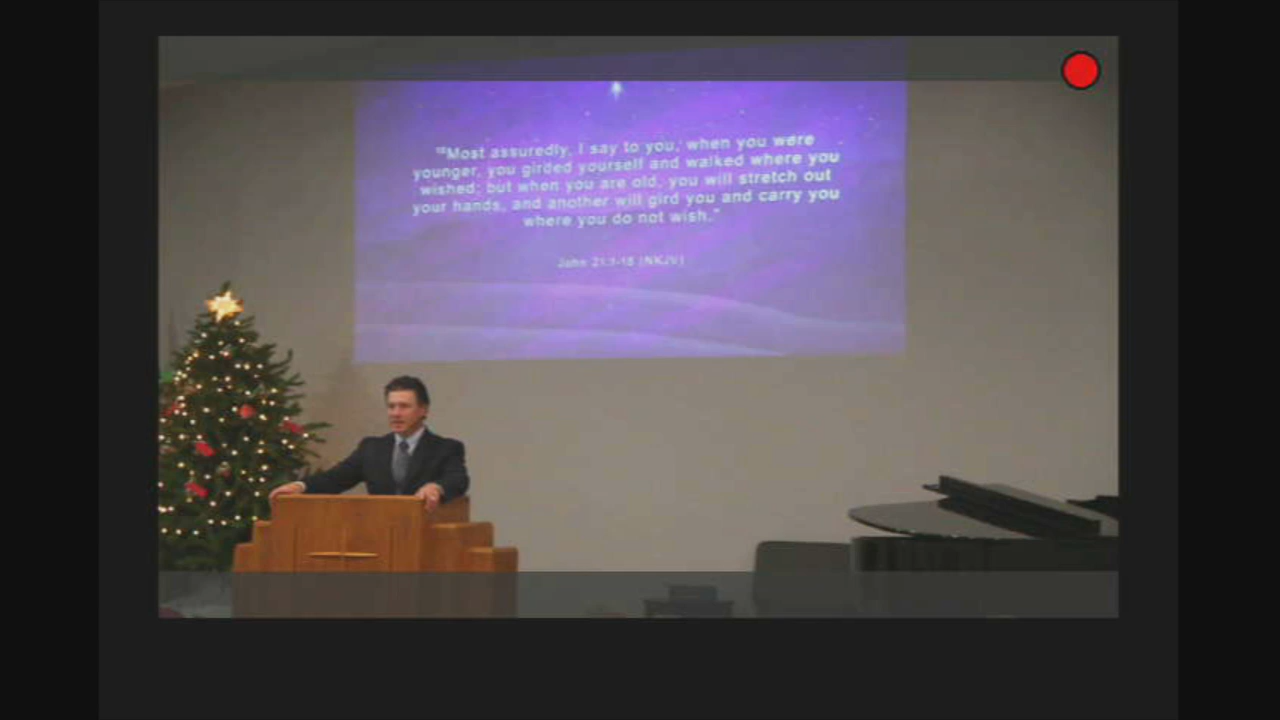 "18Most assuredly, I say to you, when you were
younger, you girded yourself and walked where you
wished; but when you are old, you will stretch out
your hands, and another will gird you and carry you
where you do not wish."
John 21:1-18 (NKJV)